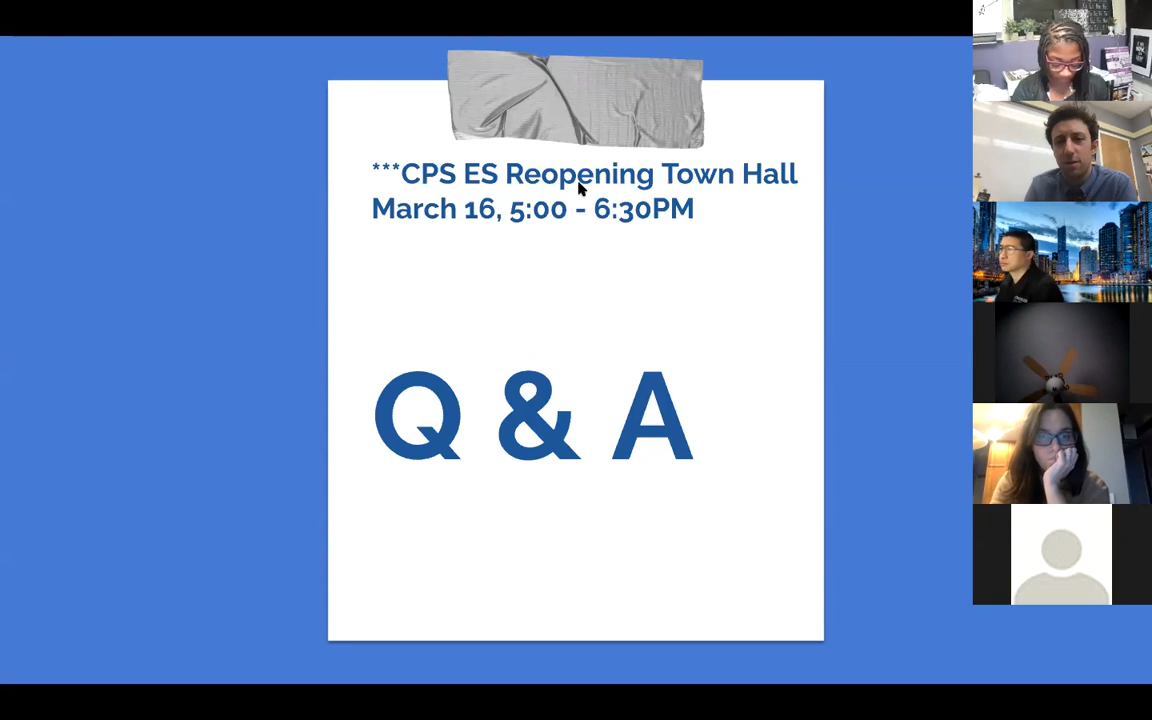 ***CPS ES Reopening Town Hall
March 16, 5:00 - 6:30PM
Q & A